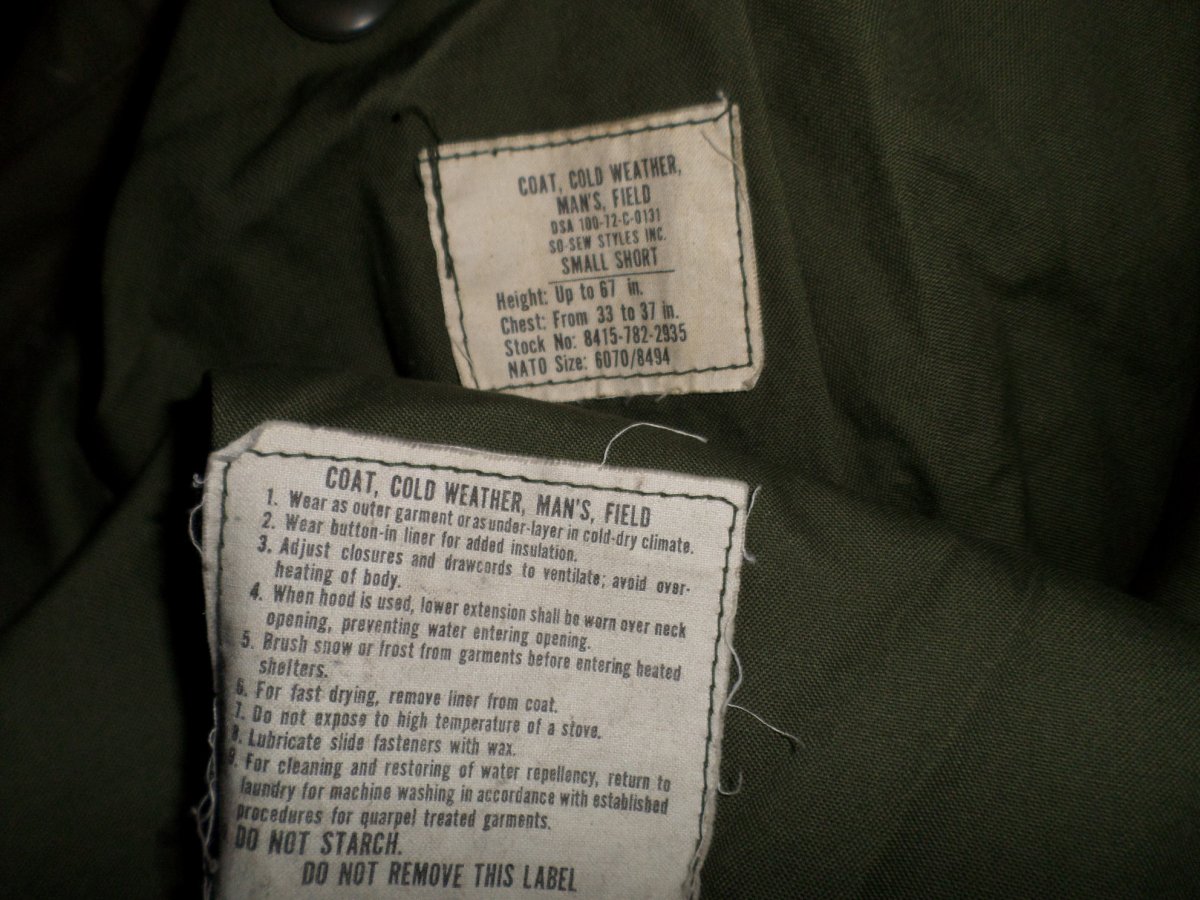 COAT, COLD WEATHER,
MAN'S, FIELD
DSA 100-72-C-0131
SO-SEW STYLES INC.
SMALL SHORT
Height: Up to 67 in.
Chest: From 33 to 37 in.
Stock No: 8415-782-2935
NATO Size: 6070/8494
COAT, COLD WEATHER, MAN'S, FIELD
1. Wear as outer garment or as under-layer in cold-dry climate.
2. Wear button-in liner for added insulation.
3. Adjust closures and drawcords to ventilate; avoid over-
heating of body.
4. When hood is used, lower extension shall be worn over neck
opening, preventing water entering opening.
5. Brush snow or frost from garments before entering heated
shelters.
6. For fast drying, remove liner from coat.
7. Do not expose to high temperature of a stove.
8. Lubricate slide fasteners with wax.
9. For cleaning and restoring of water repellency, return to
laundry for machine washing in accordance with established
procedures for quarpel treated garments.
DO NOT STARCH.
DO NOT REMOVE THIS LABEL